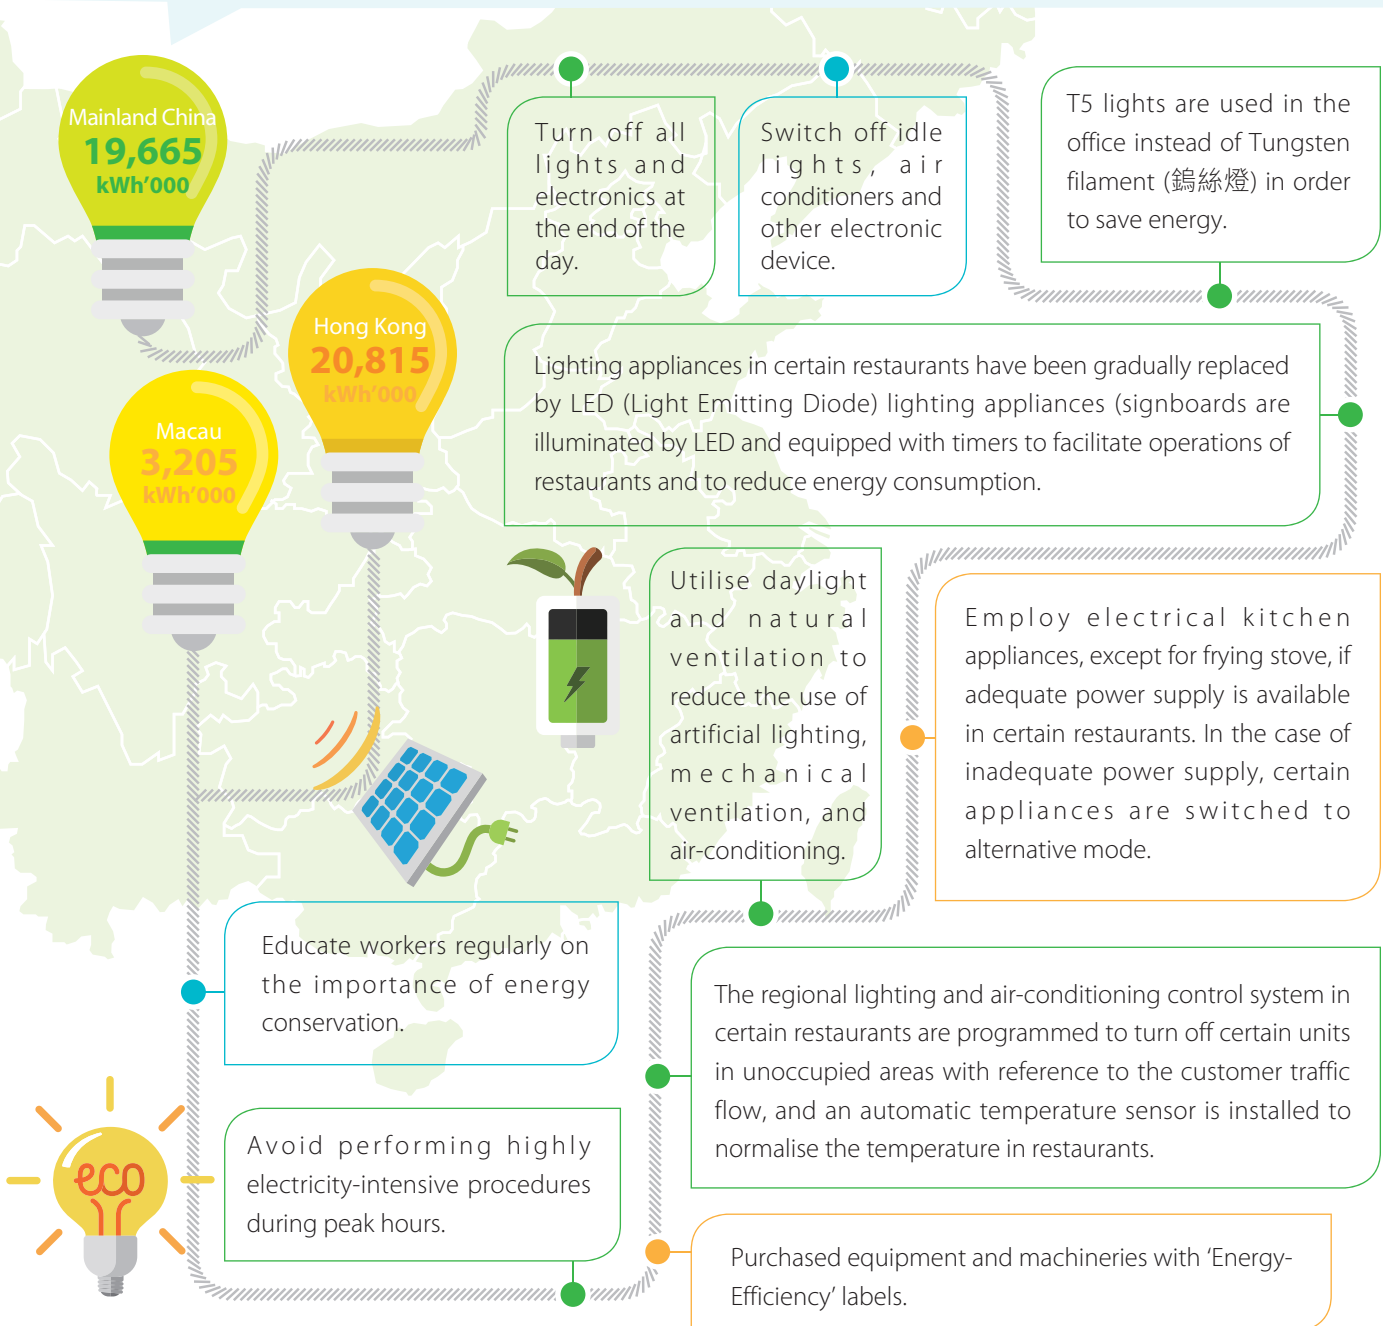 Mainland China
19,665
kWh'000
Hong Kong
20,815
kWh'000
Macau
3,205
kWh'000
Turn off all
lights and
electronics at
the end of the
day.
Switch off idle
lights, air
conditioners and
other electronic
device.
T5 lights are used in the
office instead of Tungsten
filament (鎢絲燈) in order
to save energy.
Lighting appliances in certain restaurants have been gradually replaced
by LED (Light Emitting Diode) lighting appliances (signboards are
illuminated by LED and equipped with timers to facilitate operations of
restaurants and to reduce energy consumption.
Utilise daylight
and natural
ventilation to
reduce the use of
artificial lighting,
mechanical
ventilation, and
air-conditioning.
Employ electrical kitchen
appliances, except for frying stove, if
adequate power supply is available
in certain restaurants. In the case of
inadequate power supply, certain
appliances are switched to
alternative mode.
Educate workers regularly on
the importance of energy
conservation.
The regional lighting and air-conditioning control system in
certain restaurants are programmed to turn off certain units
in unoccupied areas with reference to the customer traffic
flow, and an automatic temperature sensor is installed to
normalise the temperature in restaurants.
eco
Avoid performing highly
electricity-intensive procedures
during peak hours.
Purchased equipment and machineries with ‘Energy-
Efficiency’ labels.